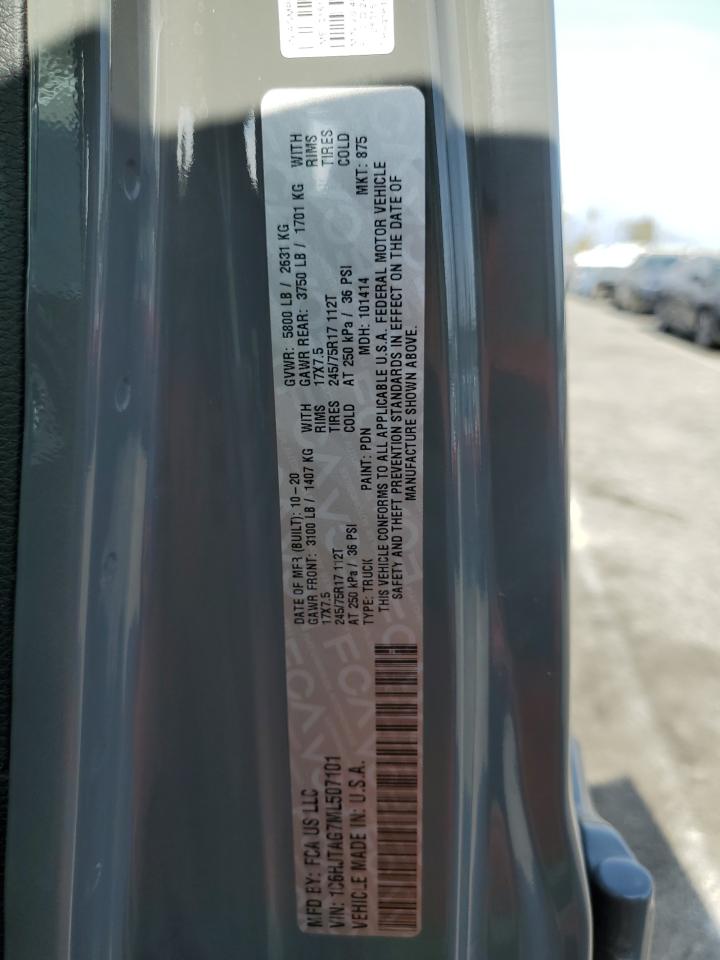 MFD BY: FCA US LLC
VIN: 1C6HJTAG7ML507101
VEHICLE MADE IN: U.S.A.
DATE OF MFR (BUILT): 10-20
GAWR FRONT: 3100 LB / 1407 KG WITH
17X7.5 RIMS
245/75R17 112T TIRES
AT 250 kPa / 36 PSI COLD
GVWR: 5800 LB / 2631 KG
GAWR REAR: 3750 LB / 1701 KG WITH
17X7.5 RIMS
245/75R17 112T TIRES
AT 250 kPa / 36 PSI COLD
TYPE: TRUCK PAINT: PDN MDH: 101414 MKT: 875
THIS VEHICLE CONFORMS TO ALL APPLICABLE U.S.A. FEDERAL MOTOR VEHICLE
SAFETY AND THEFT PREVENTION STANDARDS IN EFFECT ON THE DATE OF
MANUFACTURE SHOWN ABOVE.